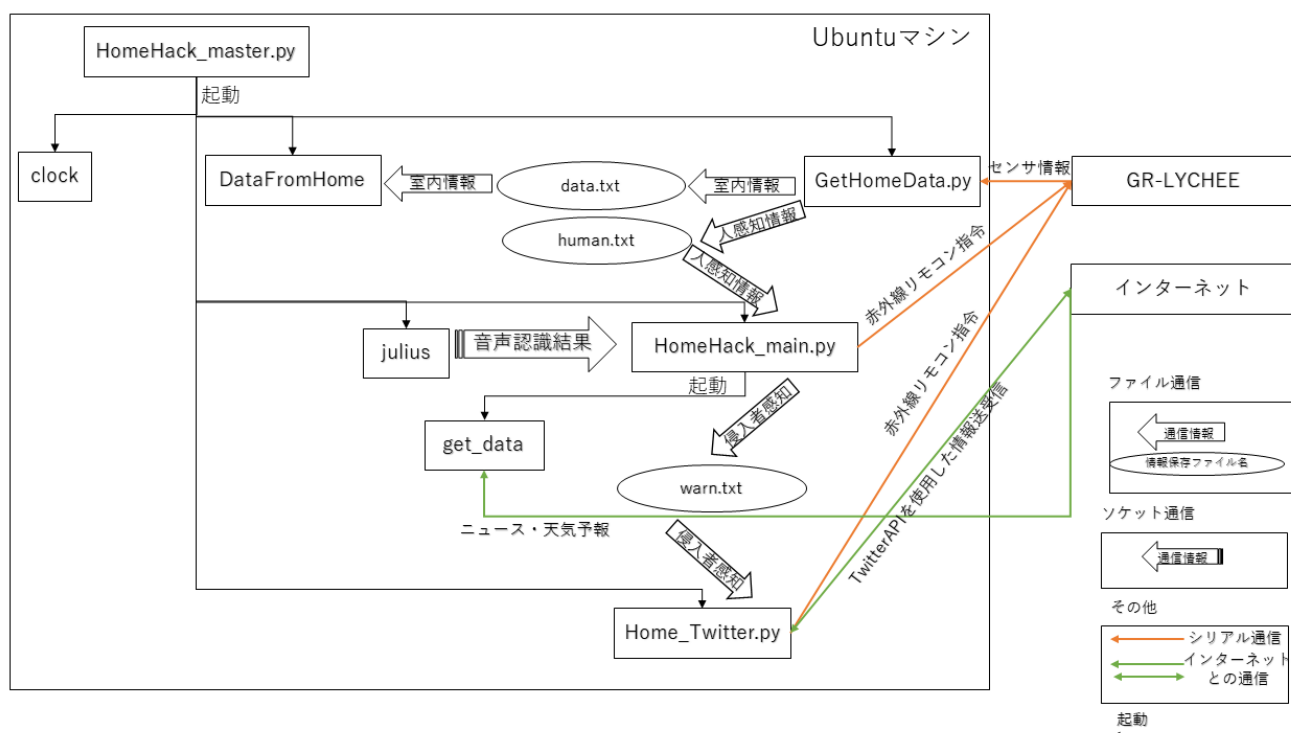 Ubuntuマシン
HomeHack_master.py
起動
clock
DataFromHome
室内情報
data.txt
室内情報
GetHomeData.py
センサ情報
GR-LYCHEE
human.txt
人感知情報
人感知情報
赤外線リモコン指令
インターネット
julius
音声認識結果
HomeHack_main.py
起動
赤外線リモコン指令
get_data
侵入者感知
warn.txt
TwitterAPIを使用した情報送受信
ニュース・天気予報
侵入者感知
Home_Twitter.py
ファイル通信
通信情報
情報保存ファイル名
ソケット通信
通信情報
その他
シリアル通信
インターネット
との通信
起動